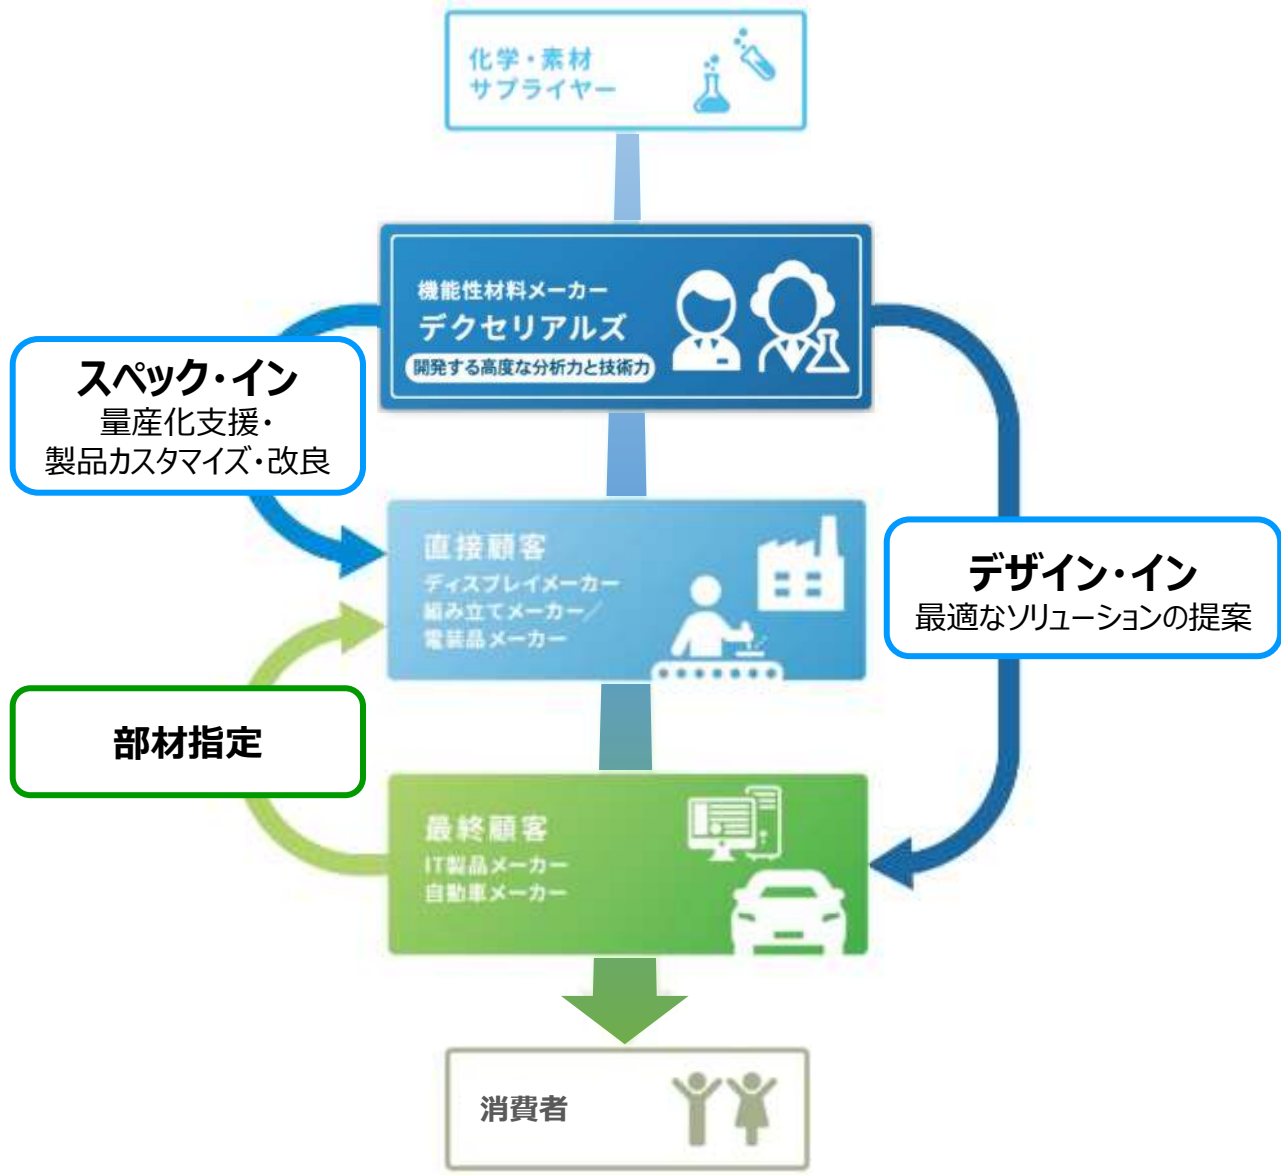 化学・素材
サプライヤー
機能性材料メーカー
デクセリアルズ
開発する高度な分析力と技術力
スペック・イン
量産化支援・
製品カスタマイズ・改良
直接顧客
ディスプレイメーカー
組み立てメーカー／
電装品メーカー
デザイン・イン
最適なソリューションの提案
部材指定
最終顧客
IT製品メーカー
自動車メーカー
消費者